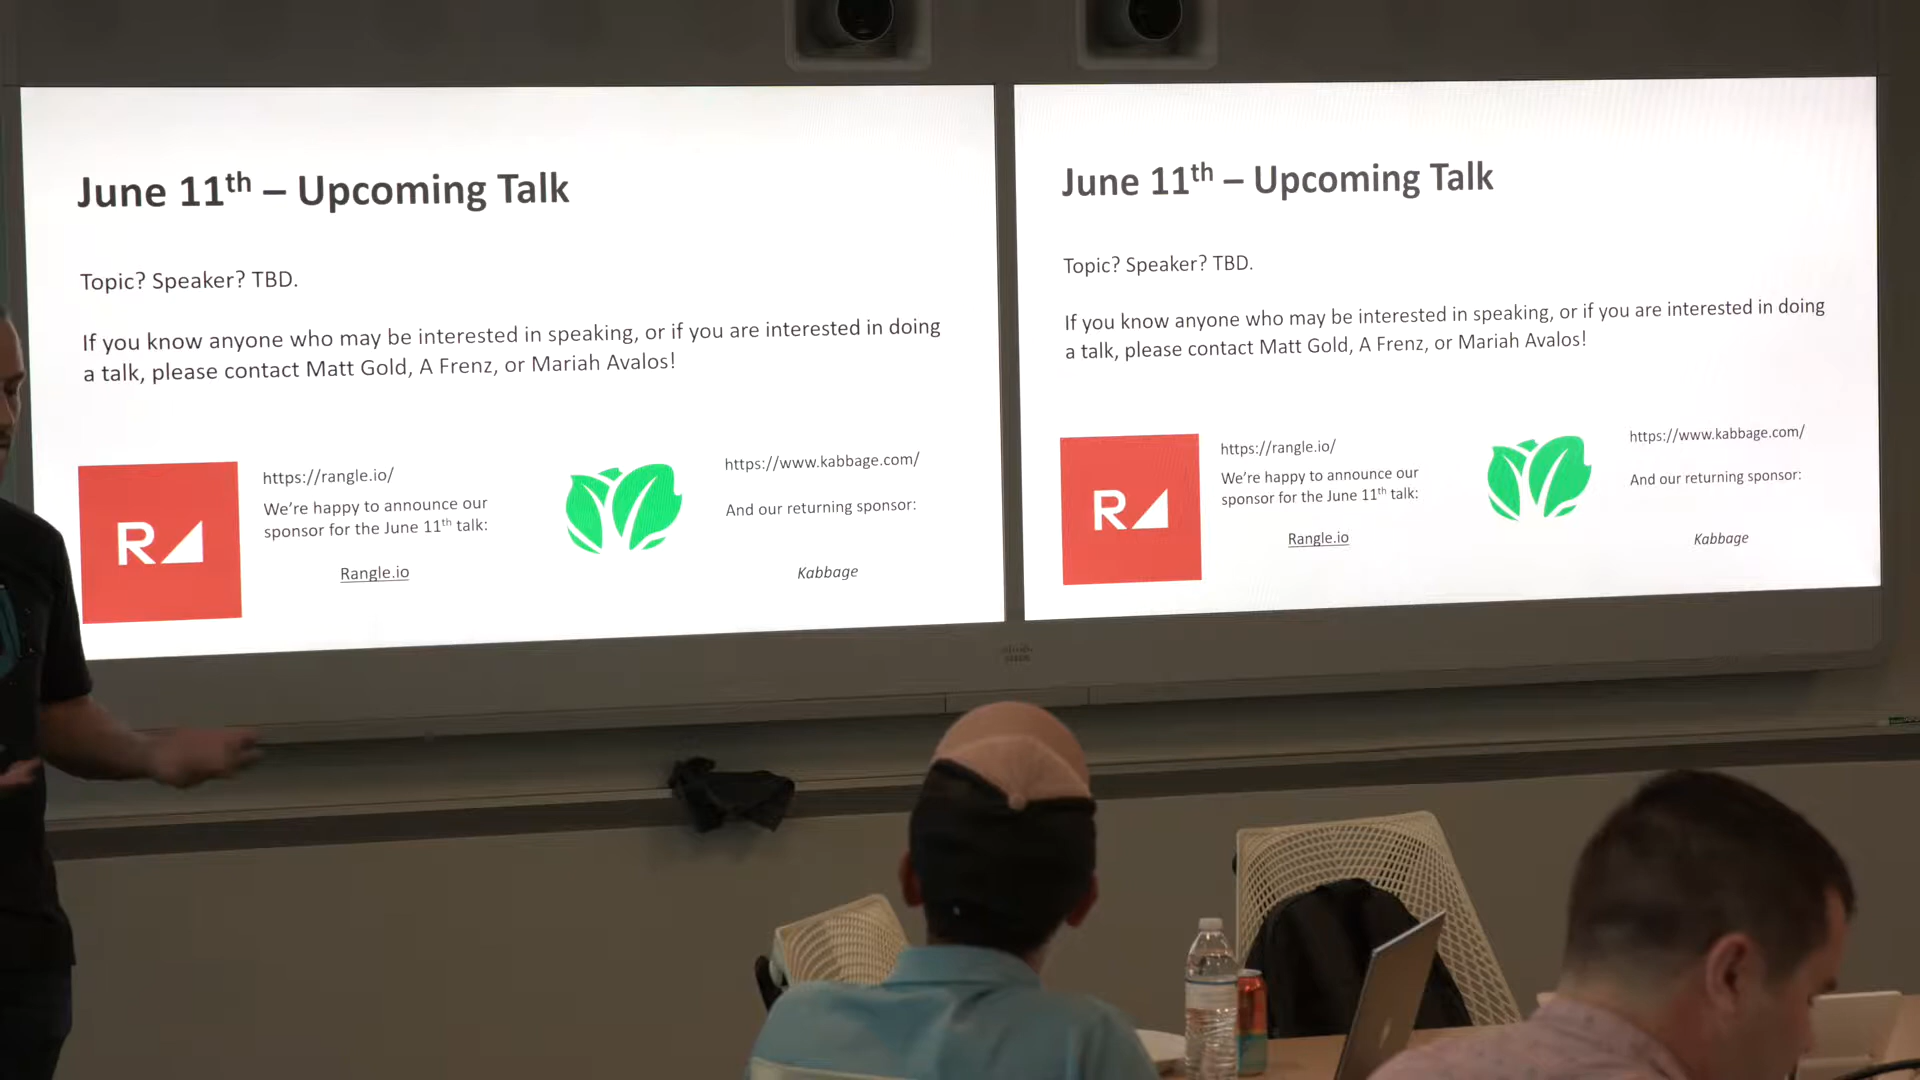 June 11th – Upcoming Talk
Topic? Speaker? TBD.
If you know anyone who may be interested in speaking, or if you are interested in doing
a talk, please contact Matt Gold, A Frenz, or Mariah Avalos!
R
https://rangle.io/
We're happy to announce our
sponsor for the June 11th talk:
Rangle.io
https://www.kabbage.com/
And our returning sponsor:
Kabbage
June 11th – Upcoming Talk
Topic? Speaker? TBD.
If you know anyone who may be interested in speaking, or if you are interested in doing
a talk, please contact Matt Gold, A Frenz, or Mariah Avalos!
R
https://rangle.io/
We're happy to announce our
sponsor for the June 11th talk:
Rangle.io
https://www.kabbage.com/
And our returning sponsor:
Kabbage